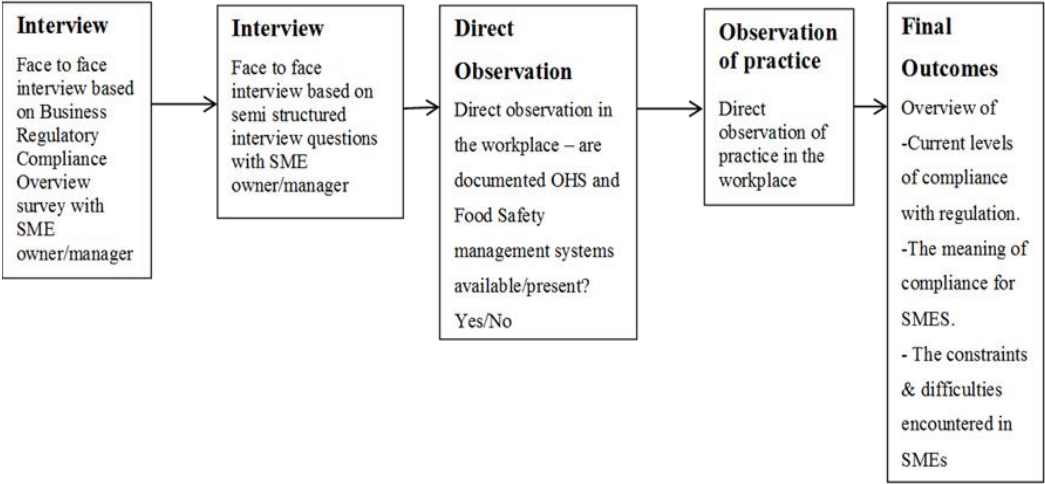 Interview
Face to face
interview based
on Business
Regulatory
Compliance
Overview
survey with
SME
owner/manager
Interview
Face to face
interview based on
semi structured
interview questions
with SME
owner/manager
Direct
Observation
Direct observation in
the workplace – are
documented OHS and
Food Safety
management systems
available/present?
Yes/No
Observation
of practice
Direct
observation of
practice in the
workplace
Final
Outcomes
Overview of
-Current levels
of compliance
with regulation.
-The meaning of
compliance for
SMES.
- The constraints
& difficulties
encountered in
SMEs